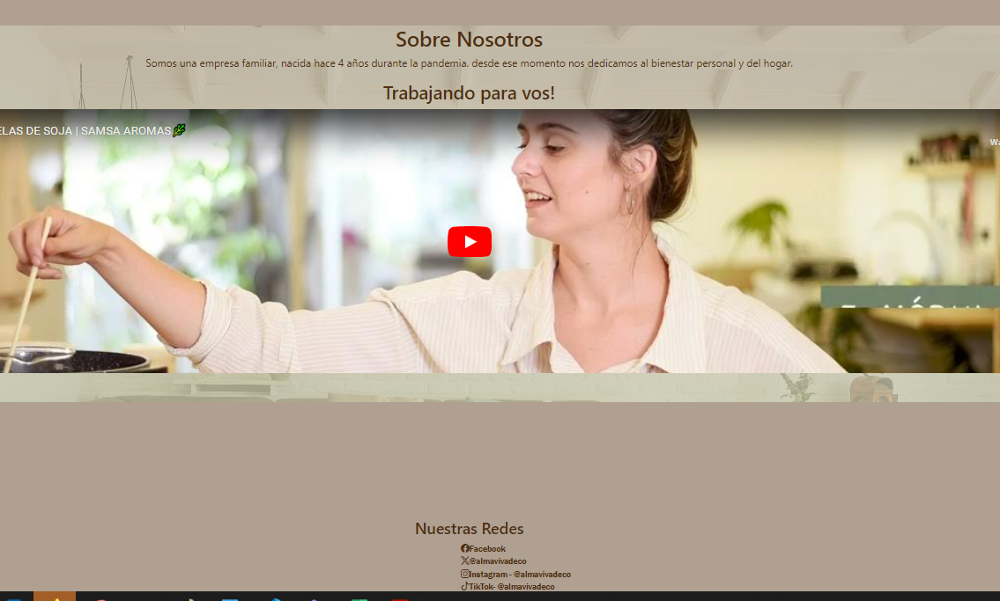 Sobre Nosotros
Somos una empresa familiar, nacida hace 4 años durante la pandemia. desde ese momento nos dedicamos al bienestar personal y del hogar.
Trabajando para vos!
DE SOJA | SAMSA AROMAS
Nuestras Redes
Facebook
@almavivadeco
Instagram - @almavivadeco
TikTok- @almavivadeco